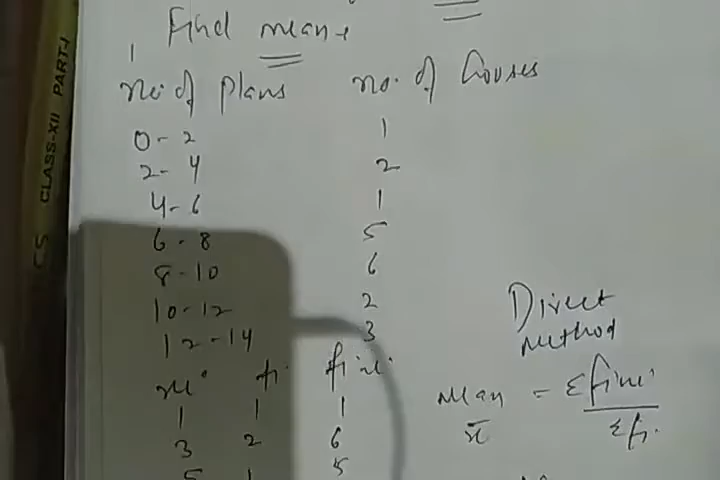 Find mean
1
no. of plans no. of houses
0-2 1
2-4 2
4-6 1
6-8 5
8-10 6
10-12 2
12-14 3
xi fi fixi
1 1 1
3 2 6
5 1 5
Direct
method
Mean = Σfixi
x̄ Σfi
CLASS-XII PART-I
CS